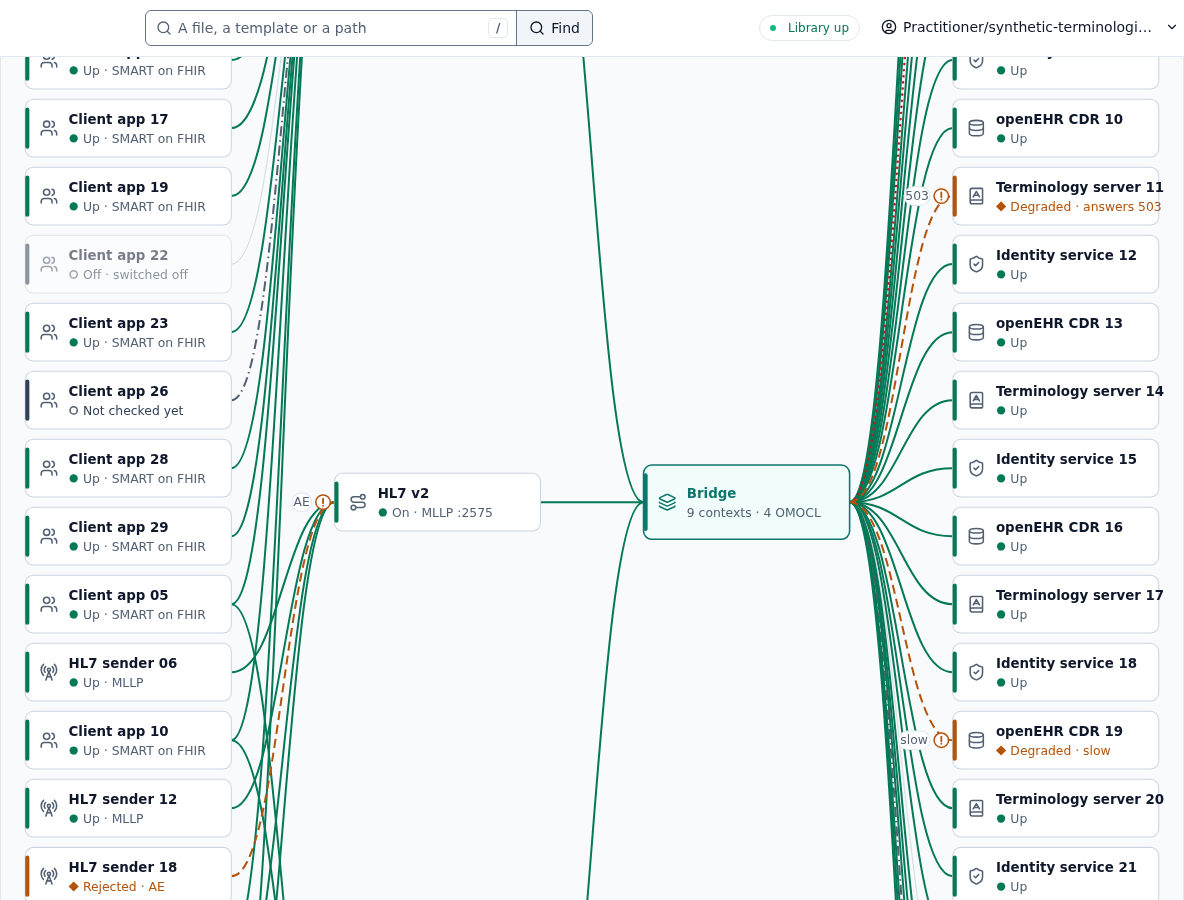 A file, a template or a path
/
Find
Library up
Practitioner/synthetic-terminologi…
Up · SMART on FHIR
Client app 17
Up · SMART on FHIR
Client app 19
Up · SMART on FHIR
Client app 22
Off · switched off
Client app 23
Up · SMART on FHIR
Client app 26
Not checked yet
Client app 28
Up · SMART on FHIR
Client app 29
Up · SMART on FHIR
Client app 05
Up · SMART on FHIR
HL7 sender 06
Up · MLLP
Client app 10
Up · SMART on FHIR
HL7 sender 12
Up · MLLP
HL7 sender 18
Rejected · AE
AE
HL7 v2
On · MLLP :2575
Bridge
9 contexts · 4 OMOCL
Up
openEHR CDR 10
Up
503
Terminology server 11
Degraded · answers 503
Identity service 12
Up
openEHR CDR 13
Up
Terminology server 14
Up
Identity service 15
Up
openEHR CDR 16
Up
Terminology server 17
Up
Identity service 18
Up
slow
openEHR CDR 19
Degraded · slow
Terminology server 20
Up
Identity service 21
Up